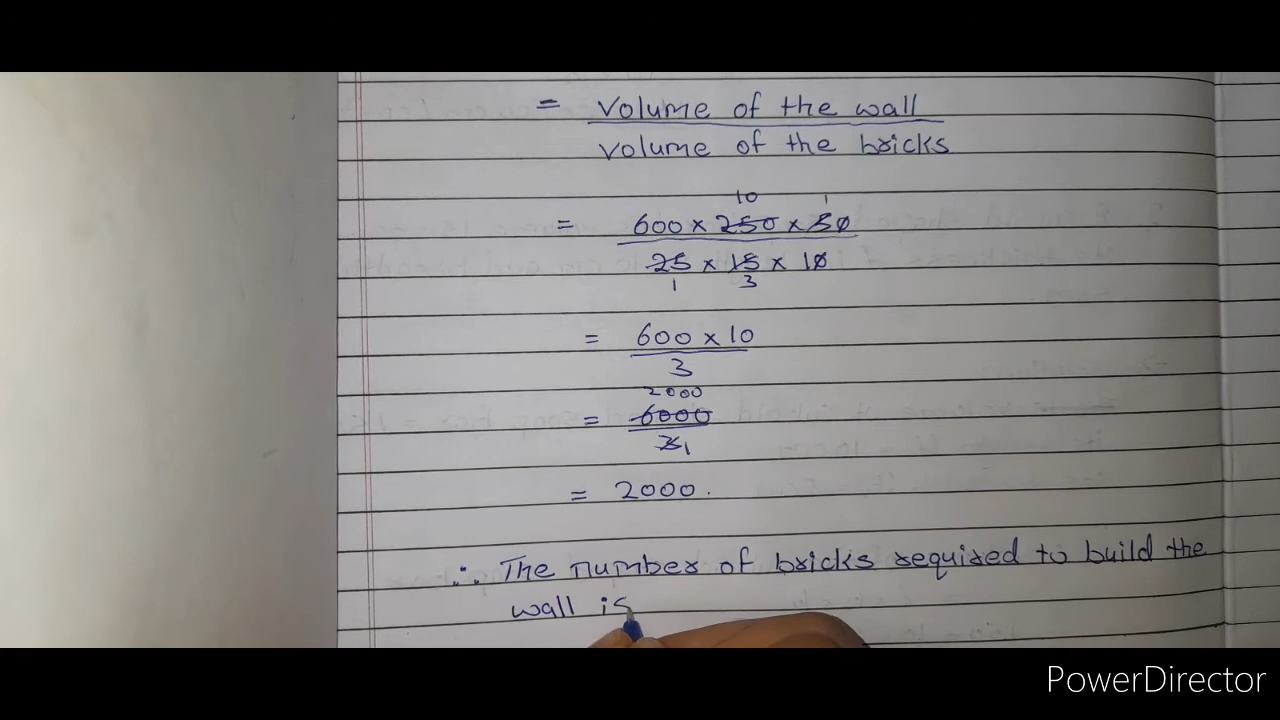 = Volume of the wall
volume of the bricks
10 1
= 600 × 250 × 50
25 × 15 × 10
1 3
= 600 × 10
3
2000
= 6000
3 1
= 2000.
∴ The number of bricks required to build the
wall is
PowerDirector